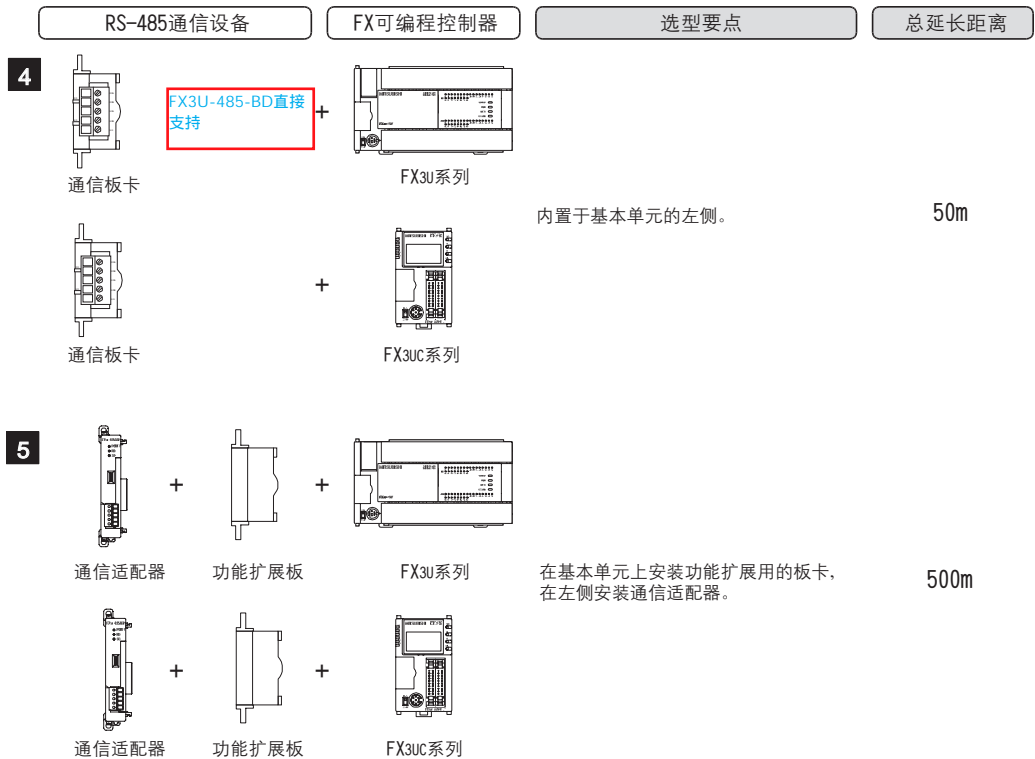 RS-485通信设备
FX可编程控制器
选型要点
总延长距离
4
FX3U-485-BD直接
支持
+
通信板卡
FX3U系列
内置于基本单元的左侧。
50m
+
通信板卡
FX3UC系列
5
+
+
通信适配器
功能扩展板
FX3U系列
在基本单元上安装功能扩展用的板卡,
在左侧安装通信适配器。
500m
+
+
通信适配器
功能扩展板
FX3UC系列